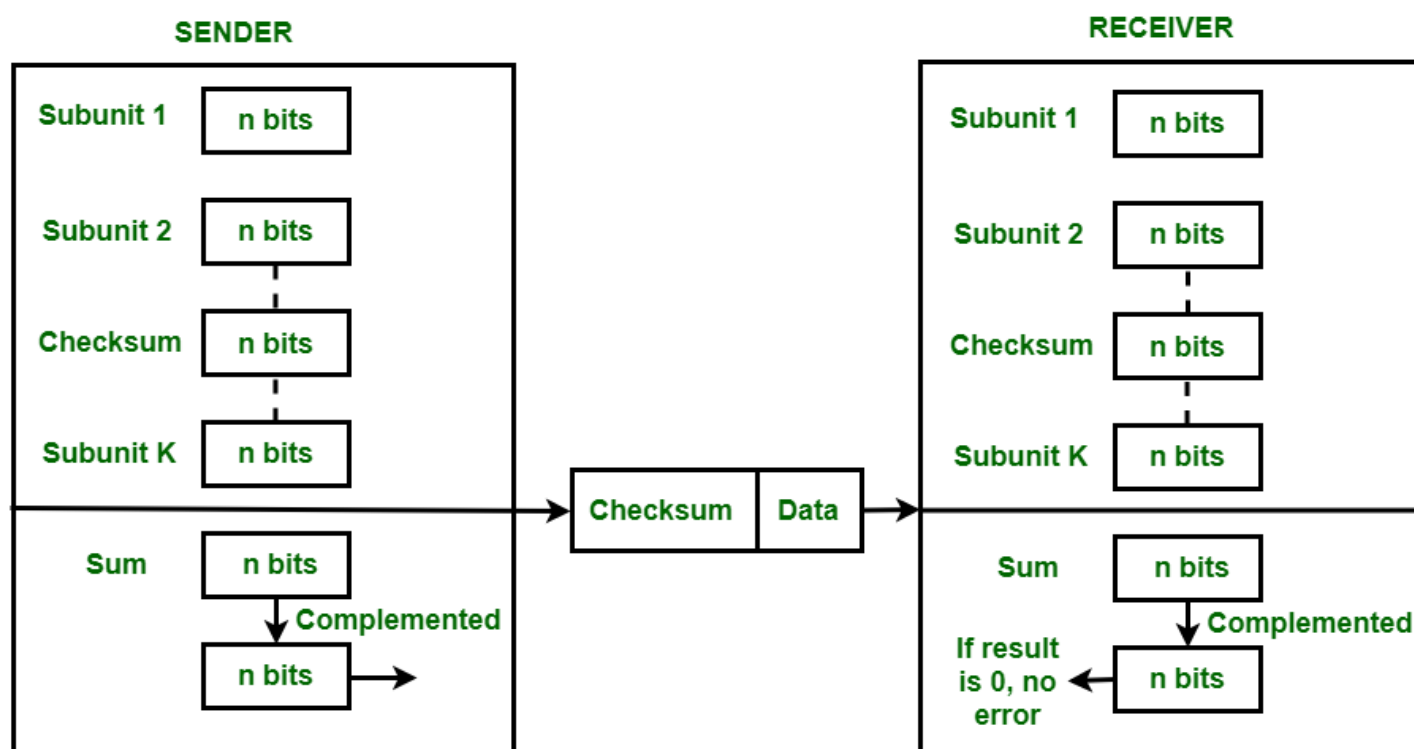 SENDER
Subunit 1
n bits
Subunit 2
n bits
Checksum
n bits
Subunit K
n bits
Sum
n bits
Complemented
n bits
Checksum
Data
RECEIVER
Subunit 1
n bits
Subunit 2
n bits
Checksum
n bits
Subunit K
n bits
Sum
n bits
Complemented
If result
is 0, no
error
n bits